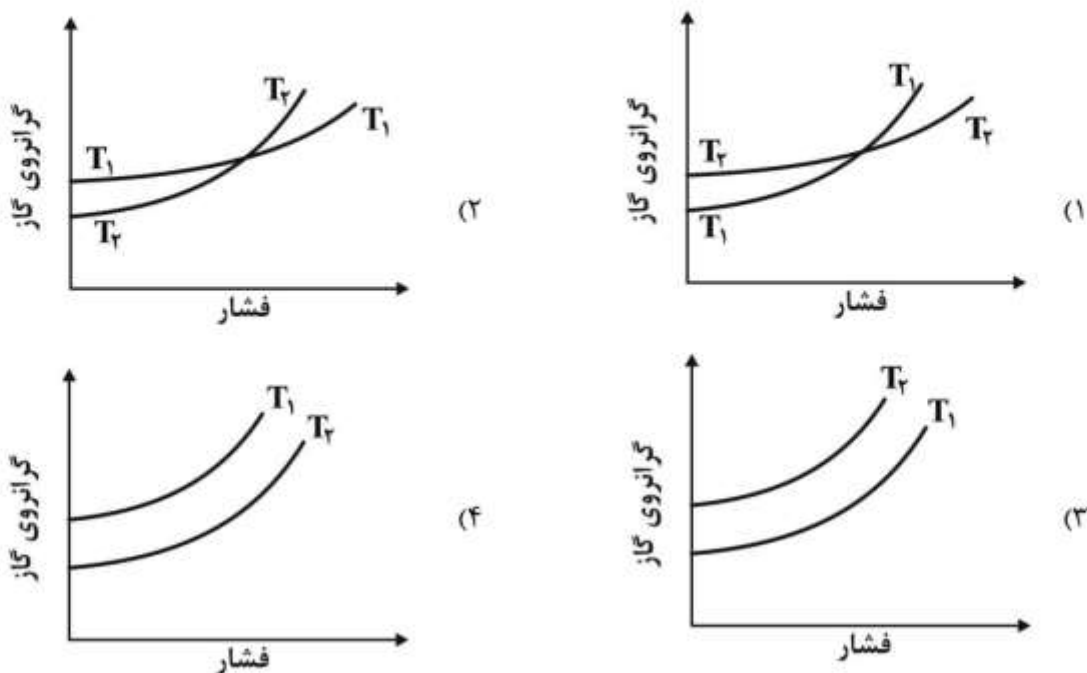 ۱)
گرانروی گاز
T۱
T۲
T۲
T۱
فشار
۲)
گرانروی گاز
T۲
T۱
T۱
T۲
فشار
۳)
گرانروی گاز
T۲
T۱
فشار
۴)
گرانروی گاز
T۱
T۲
فشار